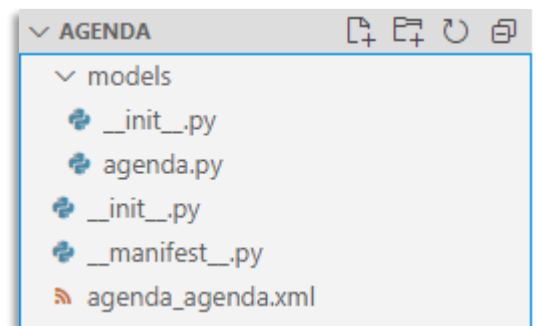 AGENDA
models
__init__.py
agenda.py
__init__.py
__manifest__.py
agenda_agenda.xml